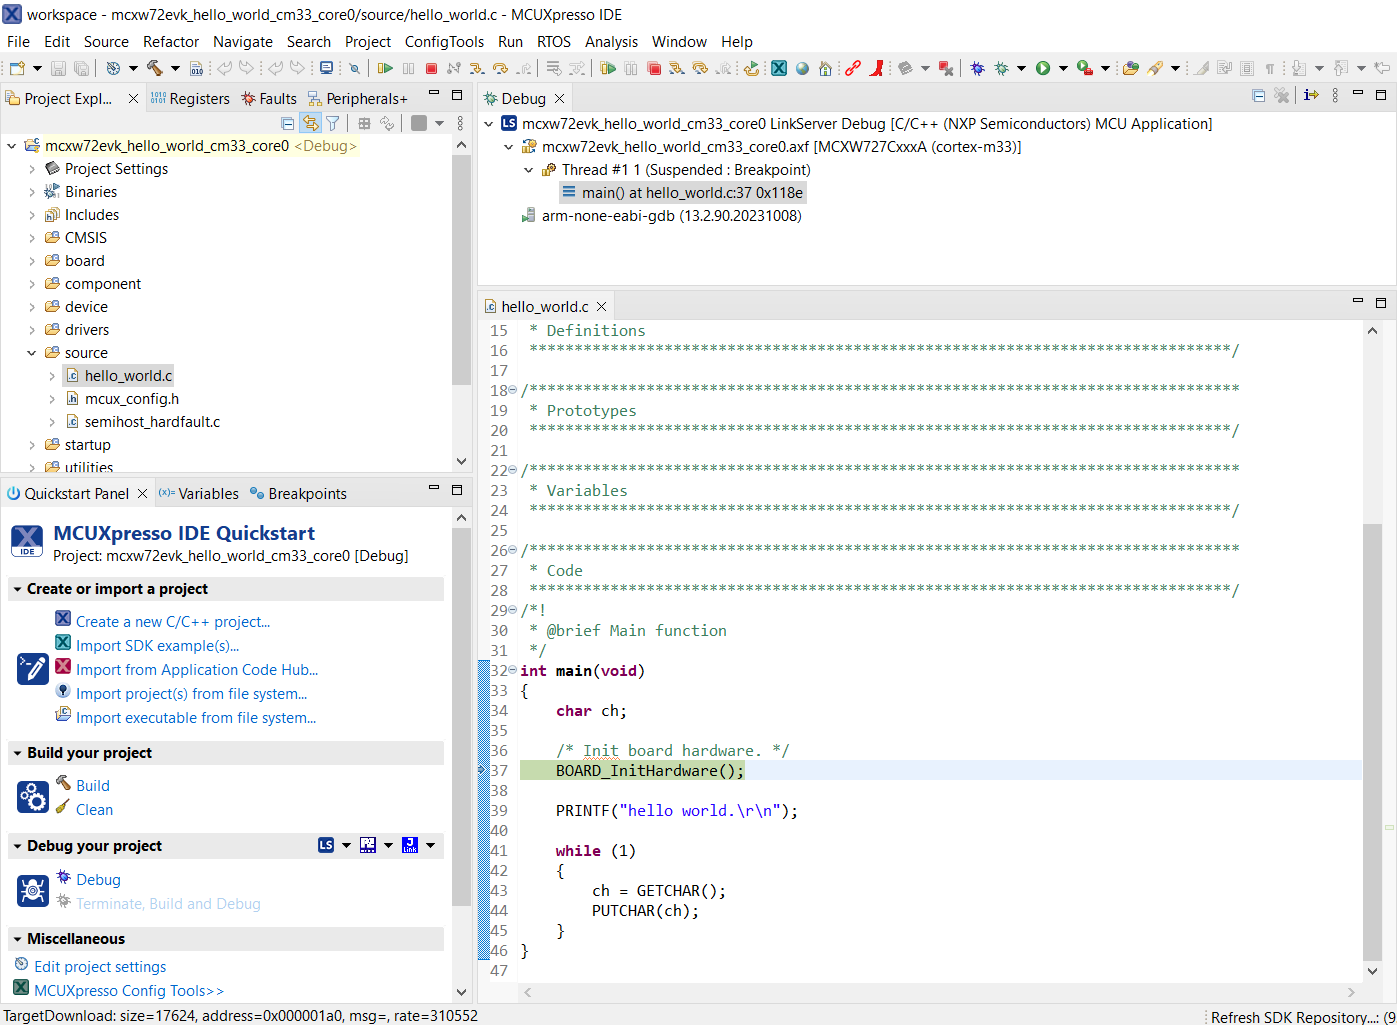 workspace - mcxw72evk_hello_world_cm33_core0/source/hello_world.c - MCUXpresso IDE
File Edit Source Refactor Navigate Search Project ConfigTools Run RTOS Analysis Window Help
Project Expl... Registers Faults Peripherals+
mcxw72evk_hello_world_cm33_core0 <Debug>
Project Settings
Binaries
Includes
CMSIS
board
component
device
drivers
source
hello_world.c
mcux_config.h
semihost_hardfault.c
startup
utilities
Debug
LS mcxw72evk_hello_world_cm33_core0 LinkServer Debug [C/C++ (NXP Semiconductors) MCU Application]
mcxw72evk_hello_world_cm33_core0.axf [MCXW727CxxxA (cortex-m33)]
Thread #1 1 (Suspended : Breakpoint)
main() at hello_world.c:37 0x118e
arm-none-eabi-gdb (13.2.90.20231008)
Quickstart Panel (x)= Variables Breakpoints
IDE
MCUXpresso IDE Quickstart
Project: mcxw72evk_hello_world_cm33_core0 [Debug]
Create or import a project
Create a new C/C++ project...
Import SDK example(s)...
Import from Application Code Hub...
Import project(s) from file system...
Import executable from file system...
Build your project
Build
Clean
Debug your project LS J Link
Debug
Terminate, Build and Debug
Miscellaneous
Edit project settings
MCUXpresso Config Tools>>
hello_world.c
15  * Definitions
16  ******************************************************************************/
17
18 /*******************************************************************************
19  * Prototypes
20  ******************************************************************************/
21
22 /*******************************************************************************
23  * Variables
24  ******************************************************************************/
25
26 /*******************************************************************************
27  * Code
28  ******************************************************************************/
29 /*!
30  * @brief Main function
31  */
32 int main(void)
33 {
34     char ch;
35
36     /* Init board hardware. */
37     BOARD_InitHardware();
38
39     PRINTF("hello world.\r\n");
40
41     while (1)
42     {
43         ch = GETCHAR();
44         PUTCHAR(ch);
45     }
46 }
47
TargetDownload: size=17624, address=0x000001a0, msg=, rate=310552
Refresh SDK Repository...: (9